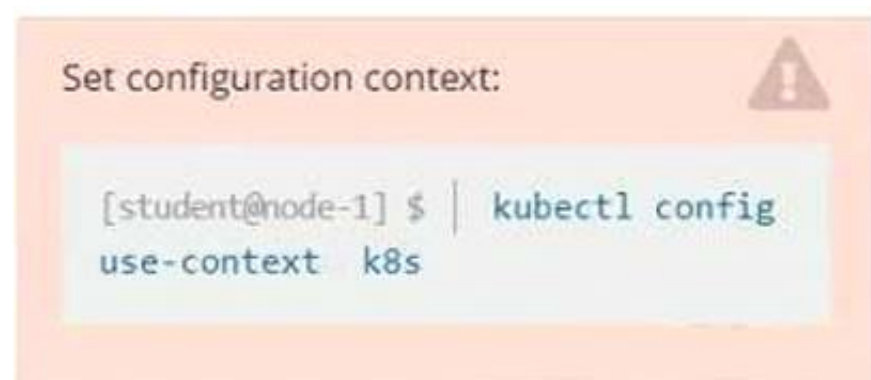 Set configuration context:
[student@node-1] $ | kubectl config
use-context k8s